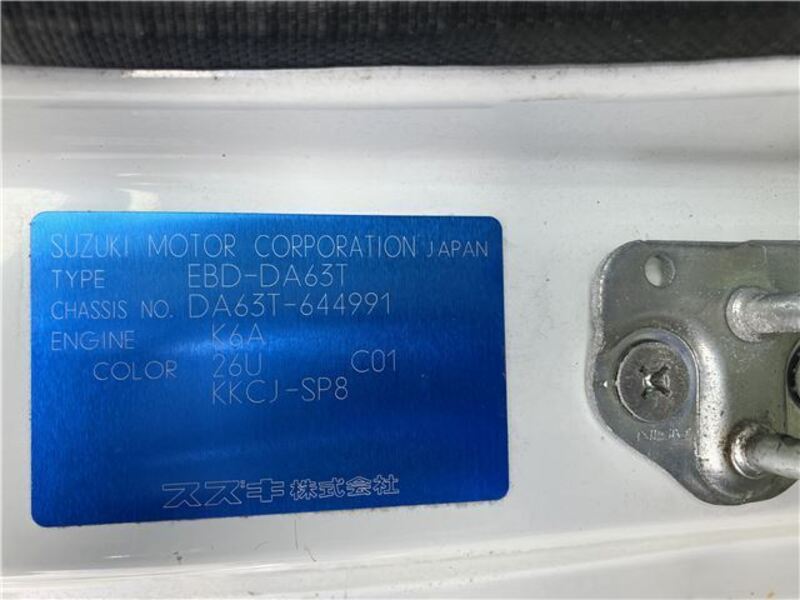 SUZUKI MOTOR CORPORATION JAPAN
TYPE EBD-DA63T
CHASSIS NO. DA63T-644991
ENGINE K6A
COLOR 26U C01
KKCJ-SP8
スズキ株式会社